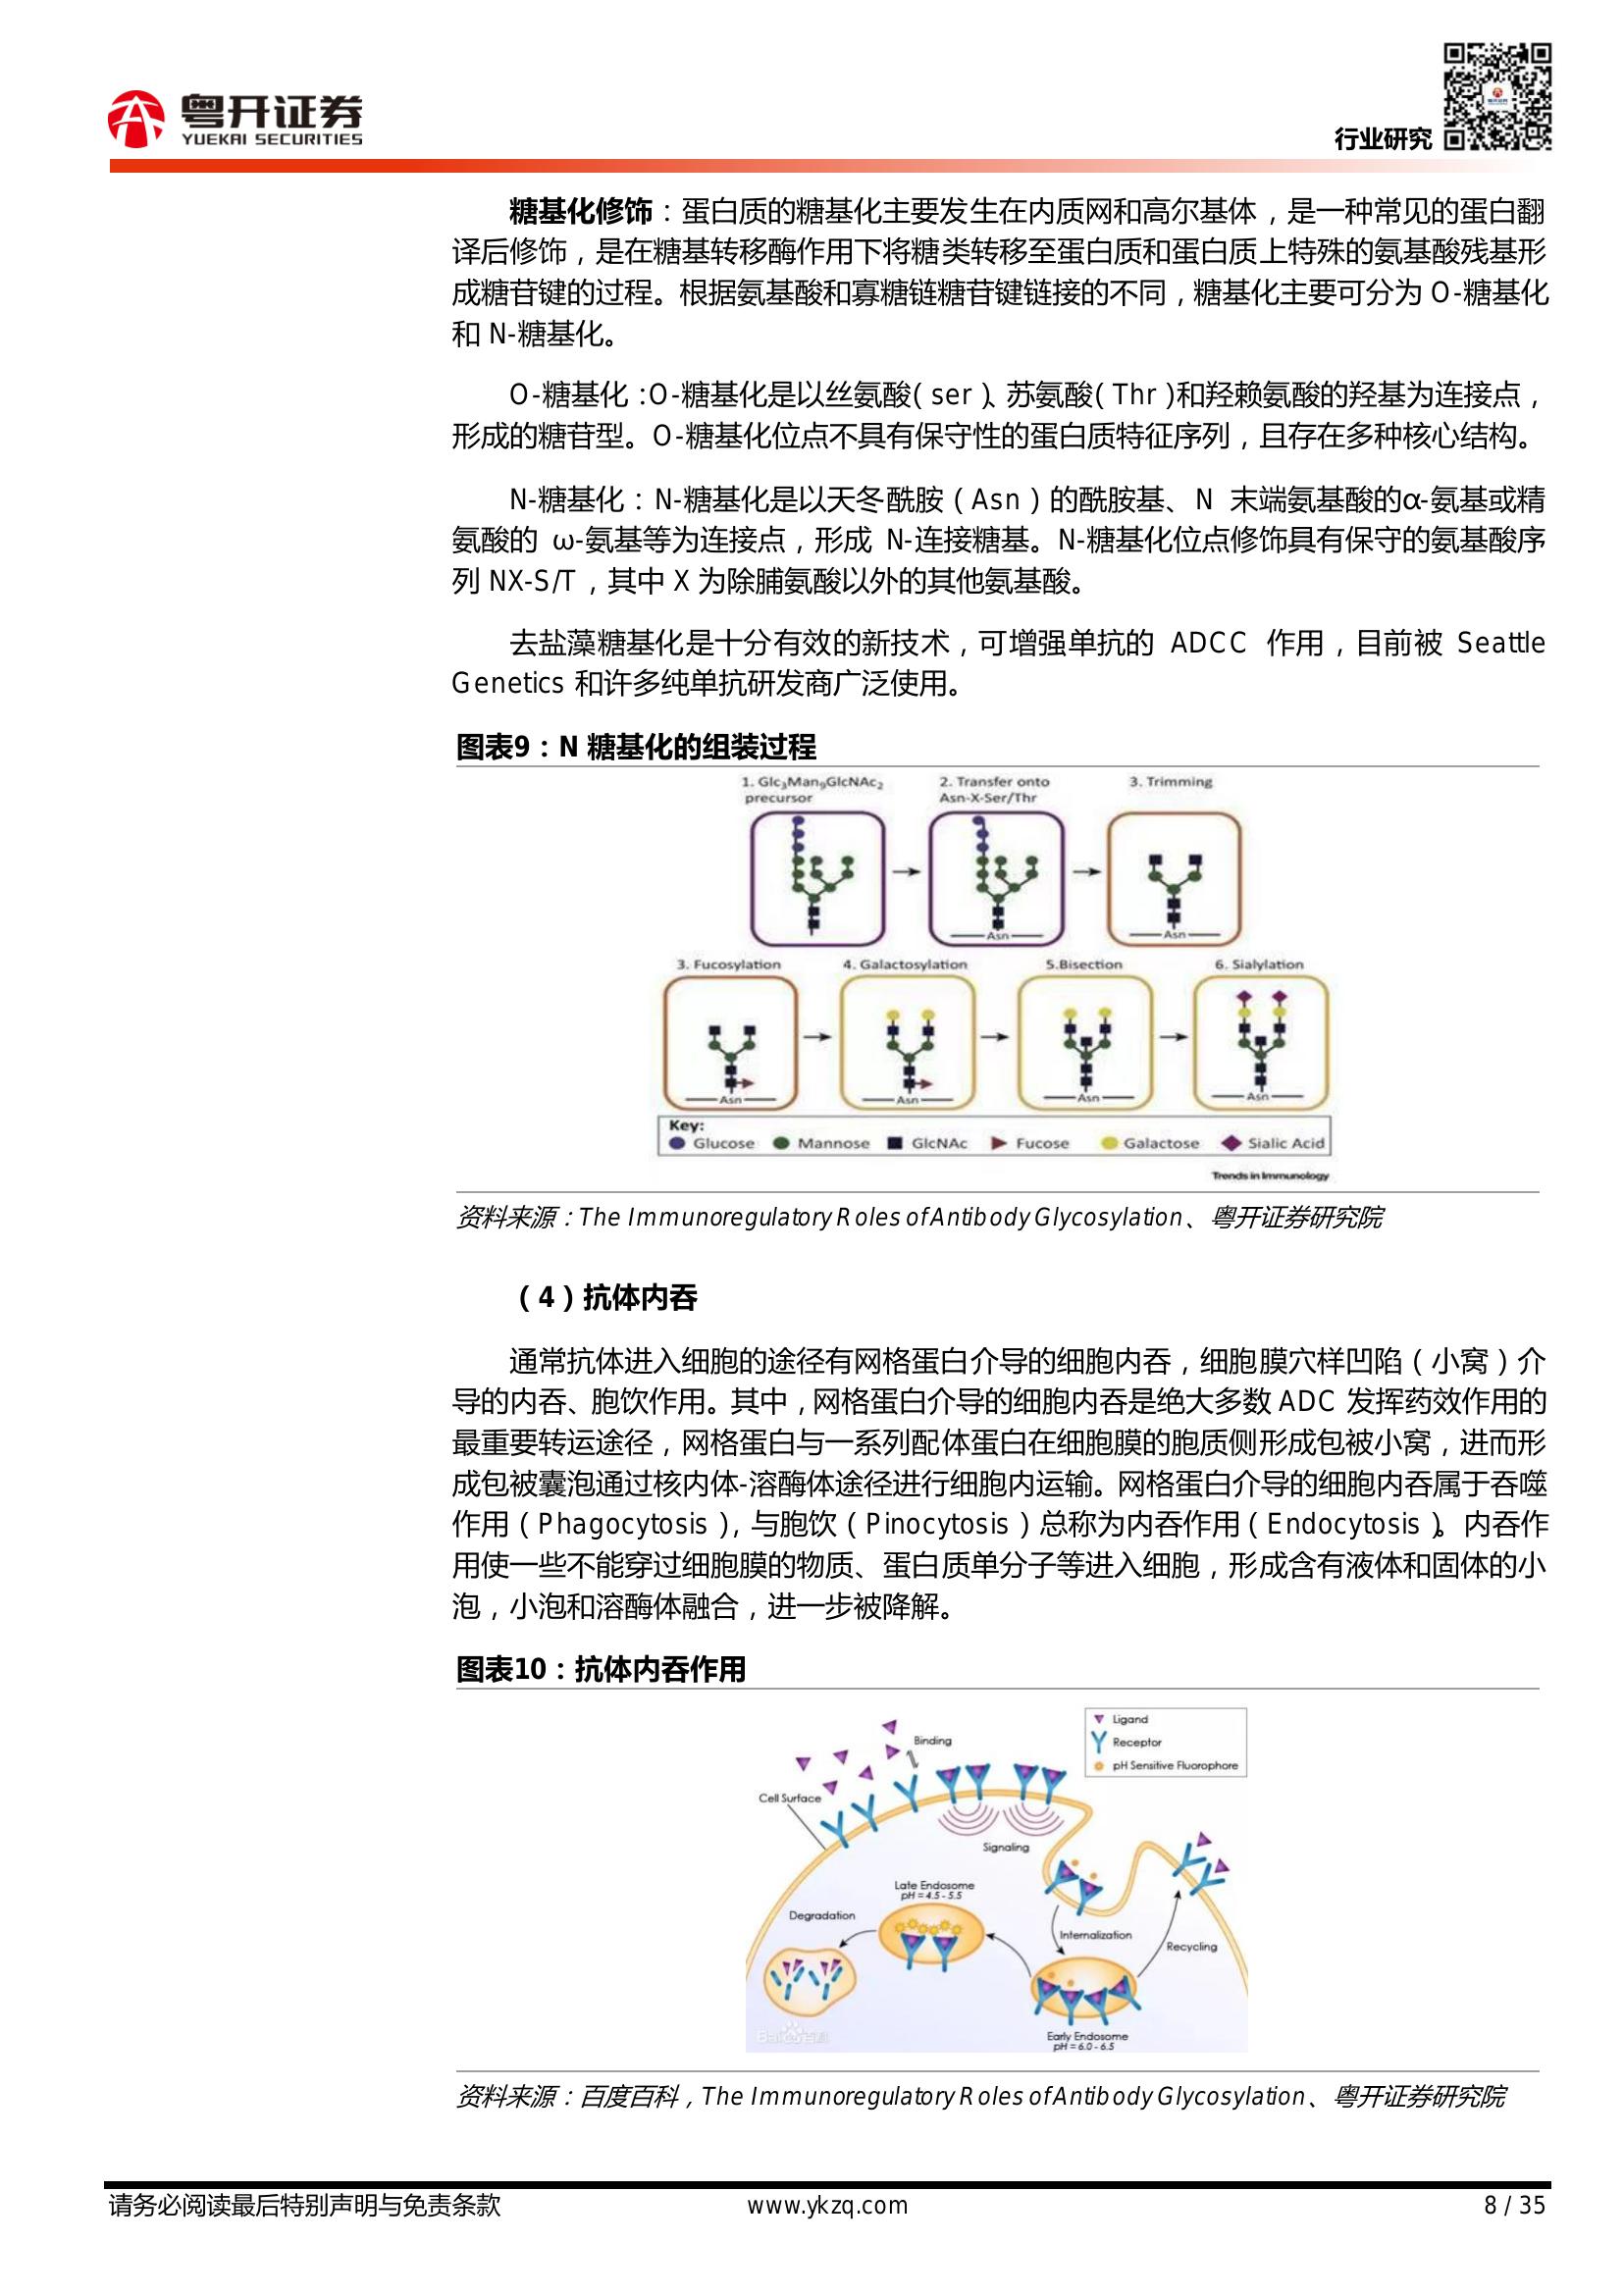 粤开证券
YUEKAI SECURITIES
行业研究
糖基化修饰：蛋白质的糖基化主要发生在内质网和高尔基体，是一种常见的蛋白翻
译后修饰，是在糖基转移酶作用下将糖类转移至蛋白质和蛋白质上特殊的氨基酸残基形
成糖苷键的过程。根据氨基酸和寡糖链糖苷键链接的不同，糖基化主要可分为 O-糖基化
和 N-糖基化。
O-糖基化：O-糖基化是以丝氨酸（ser）、苏氨酸（Thr）和羟赖氨酸的羟基为连接点，
形成的糖苷型。O-糖基化位点不具有保守性的蛋白质特征序列，且存在多种核心结构。
N-糖基化：N-糖基化是以天冬酰胺（Asn）的酰胺基、N 末端氨基酸的α-氨基或精
氨酸的 ω-氨基等为连接点，形成 N-连接糖基。N-糖基化位点修饰具有保守的氨基酸序
列 NX-S/T，其中 X 为除脯氨酸以外的其他氨基酸。
去盐藻糖基化是十分有效的新技术，可增强单抗的 ADCC 作用，目前被 Seattle
Genetics 和许多纯单抗研发商广泛使用。
图表9：N 糖基化的组装过程
1. Glc3Man9GlcNAc2 precursor
2. Transfer onto Asn-X-Ser/Thr
3. Trimming
Asn
Asn
3. Fucosylation
4. Galactosylation
5.Bisection
6. Sialylation
Asn
Asn
Asn
Asn
Key:
Glucose Mannose GlcNAc Fucose Galactose Sialic Acid
Trends in Immunology
资料来源：The Immunoregulatory Roles of Antibody Glycosylation、粤开证券研究院
（4）抗体内吞
通常抗体进入细胞的途径有网格蛋白介导的细胞内吞，细胞膜穴样凹陷（小窝）介
导的内吞、胞饮作用。其中，网格蛋白介导的细胞内吞是绝大多数 ADC 发挥药效作用的
最重要转运途径，网格蛋白与一系列配体蛋白在细胞膜的胞质侧形成包被小窝，进而形
成包被囊泡通过核内体-溶酶体途径进行细胞内运输。网格蛋白介导的细胞内吞属于吞噬
作用（Phagocytosis），与胞饮（Pinocytosis）总称为内吞作用（Endocytosis）。内吞作
用使一些不能穿过细胞膜的物质、蛋白质单分子等进入细胞，形成含有液体和固体的小
泡，小泡和溶酶体融合，进一步被降解。
图表10：抗体内吞作用
Ligand
Receptor
pH Sensitive Fluorophore
Binding
Cell Surface
Signaling
Late Endosome
pH = 4.5 - 5.5
Degradation
Internalization
Recycling
Early Endosome
pH = 6.0 - 6.5
Bai百科
资料来源：百度百科，The Immunoregulatory Roles of Antibody Glycosylation、粤开证券研究院
请务必阅读最后特别声明与免责条款
www.ykzq.com
8 / 35